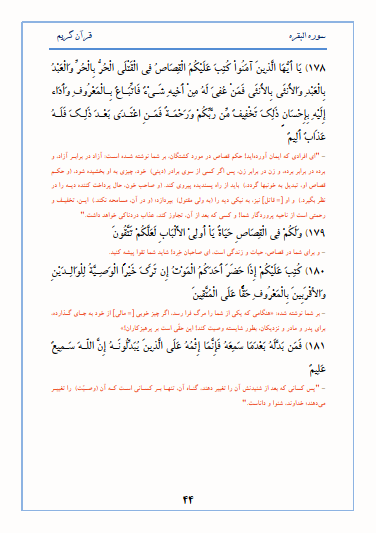 سوره البقره
قرآن کریم
۱۷۸) يَا أَيُّهَا الَّذِينَ آمَنُواْ كُتِبَ عَلَيْكُمُ الْقِصَاصُ فِي الْقَتْلَى الْحُرُّ بِالْحُرِّ وَالْعَبْدُ
بِالْعَبْدِ وَالأُنثَى بِالأُنثَى فَمَنْ عُفِيَ لَهُ مِنْ أَخِيهِ شَيْءٌ فَاتِّبَاعٌ بِالْمَعْرُوفِ وَأَدَاء
إِلَيْهِ بِإِحْسَانٍ ذَلِكَ تَخْفِيفٌ مِّن رَّبِّكُمْ وَرَحْمَةٌ فَمَنِ اعْتَدَى بَعْدَ ذَلِكَ فَلَهُ
عَذَابٌ أَلِيمٌ
- "ای افرادی که ایمان آورده‌اید! حکم قصاص در مورد کشتگان، بر شما نوشته شده است: آزاد در برابر آزاد، و
برده در برابر برده، و زن در برابر زن، پس اگر کسی از سوی برادر (دینی) خود، چیزی به او بخشیده شود، (و حکم
قصاص او، تبدیل به خونبها گردد،) باید از راه پسندیده پیروی کند. (و صاحب خون، حال پرداخت کننده دیه را در
نظر بگیرد.) و او [= قاتل] نیز، به نیکی دیه را (به ولی مقتول) بپردازد؛ (و در آن، مسامحه نکند.) این، تخفیف و
رحمتی است از ناحیه پروردگار شما! و کسی که بعد از آن، تجاوز کند، عذاب دردناکی خواهد داشت."
۱۷۹) وَلَكُمْ فِي الْقِصَاصِ حَيَاةٌ يَاْ أُولِيْ الأَلْبَابِ لَعَلَّكُمْ تَتَّقُونَ
- و برای شما در قصاص، حیات و زندگی است، ای صاحبان خرد! شاید شما تقوا پیشه کنید.
۱۸۰) كُتِبَ عَلَيْكُمْ إِذَا حَضَرَ أَحَدَكُمُ الْمَوْتُ إِن تَرَكَ خَيْرًا الْوَصِيَّةُ لِلْوَالِدَيْنِ
وَالأقْرَبِينَ بِالْمَعْرُوفِ حَقًّا عَلَى الْمُتَّقِينَ
- بر شما نوشته شده: «هنگامی که یکی از شما را مرگ فرا رسد، اگر چیز خوبی [= مالی] از خود به جای گذارده،
برای پدر و مادر و نزدیکان، بطور شایسته وصیت کند! این حقّی است بر پرهیزکاران!»
۱۸۱) فَمَن بَدَّلَهُ بَعْدَمَا سَمِعَهُ فَإِنَّمَا إِثْمُهُ عَلَى الَّذِينَ يُبَدِّلُونَهُ إِنَّ اللّهَ سَمِيعٌ
عَلِيمٌ
- "پس کسانی که بعد از شنیدنش آن را تغییر دهند، گناه آن، تنها بر کسانی است که آن (وصیّت) را تغییر
می‌دهند؛ خداوند، شنوا و داناست."
۴۴